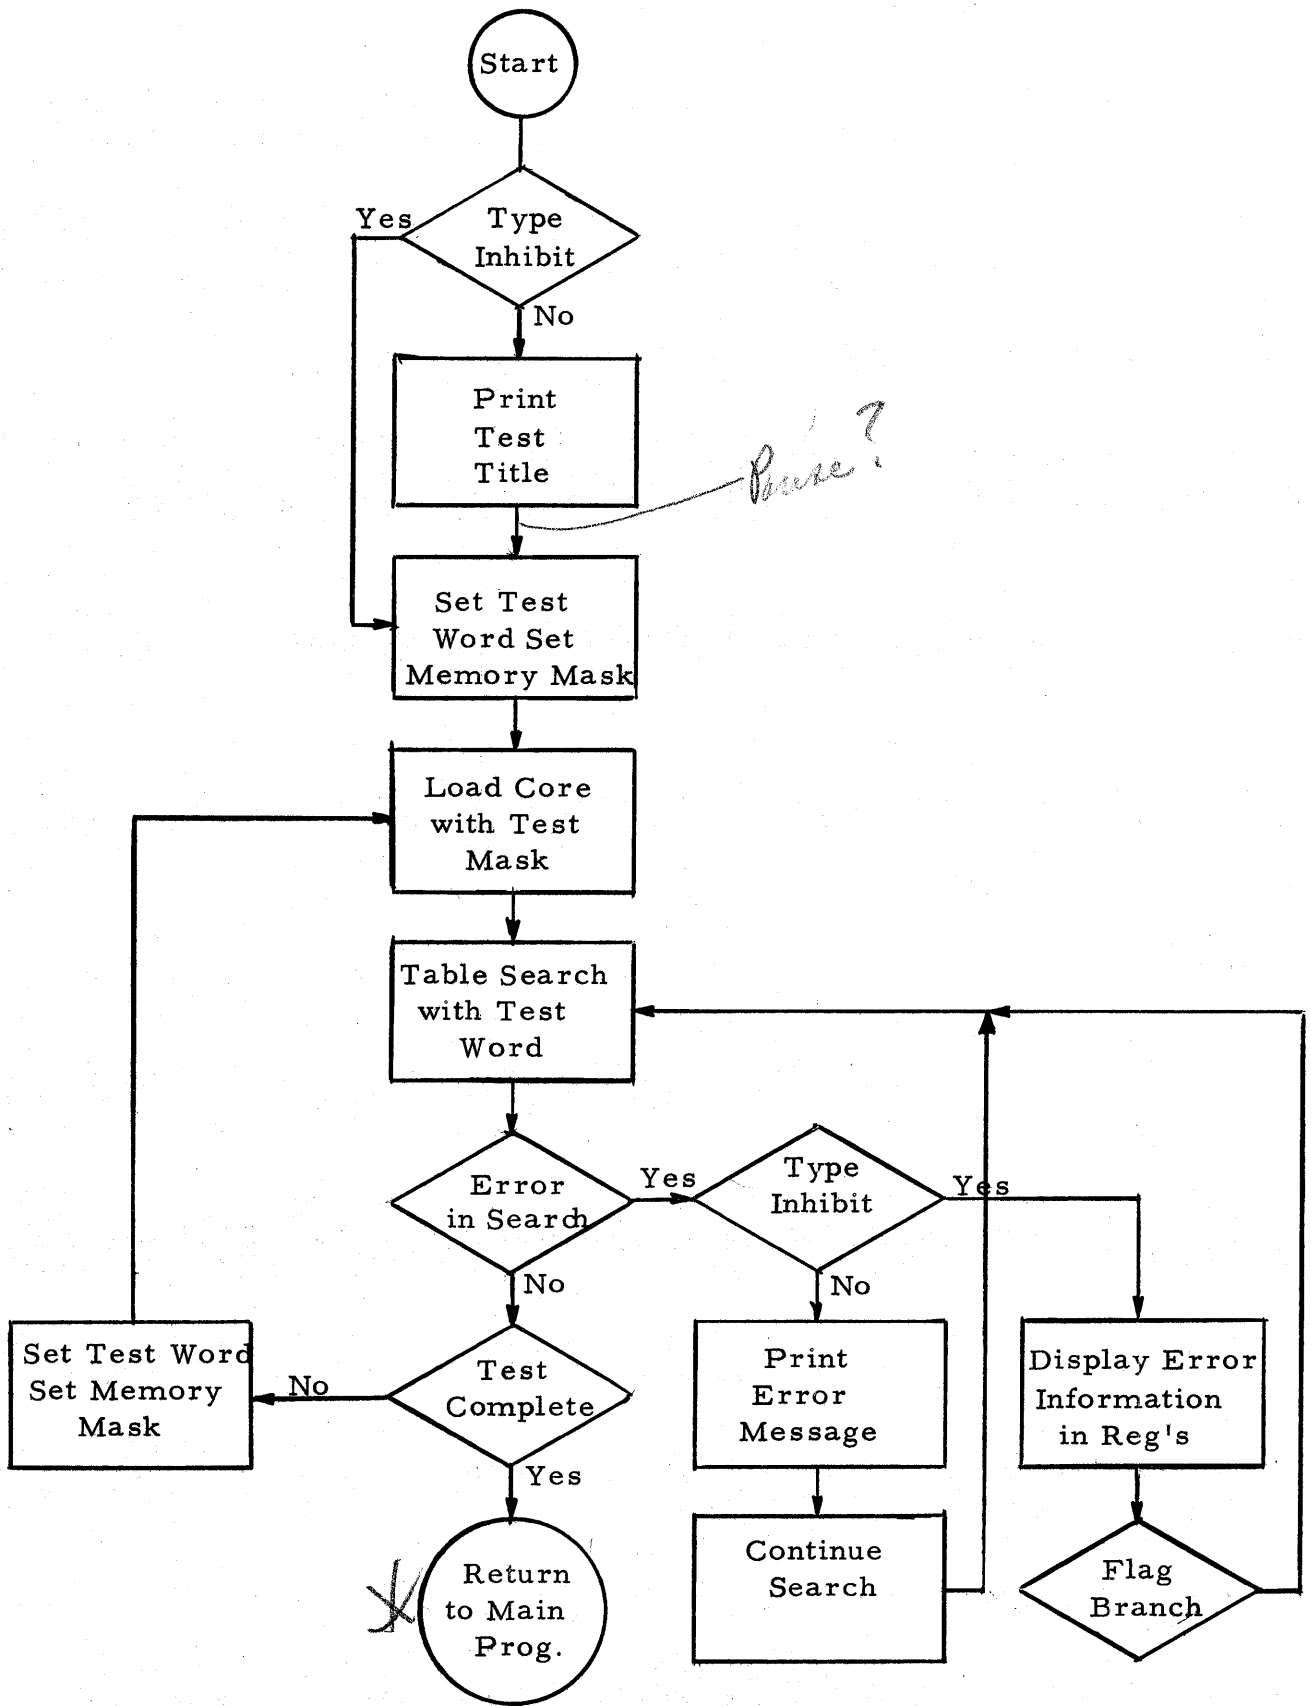 Start
Yes
Type
Inhibit
No
Print
Test
Title
Pause?
Set Test
Word Set
Memory Mask
Load Core
with Test
Mask
Table Search
with Test
Word
Error
in Search
Yes
Type
Inhibit
Yes
No
No
Set Test Word
Set Memory
Mask
No
Test
Complete
Print
Error
Message
Display Error
Information
in Reg's
Yes
Return
to Main
Prog.
Continue
Search
Flag
Branch